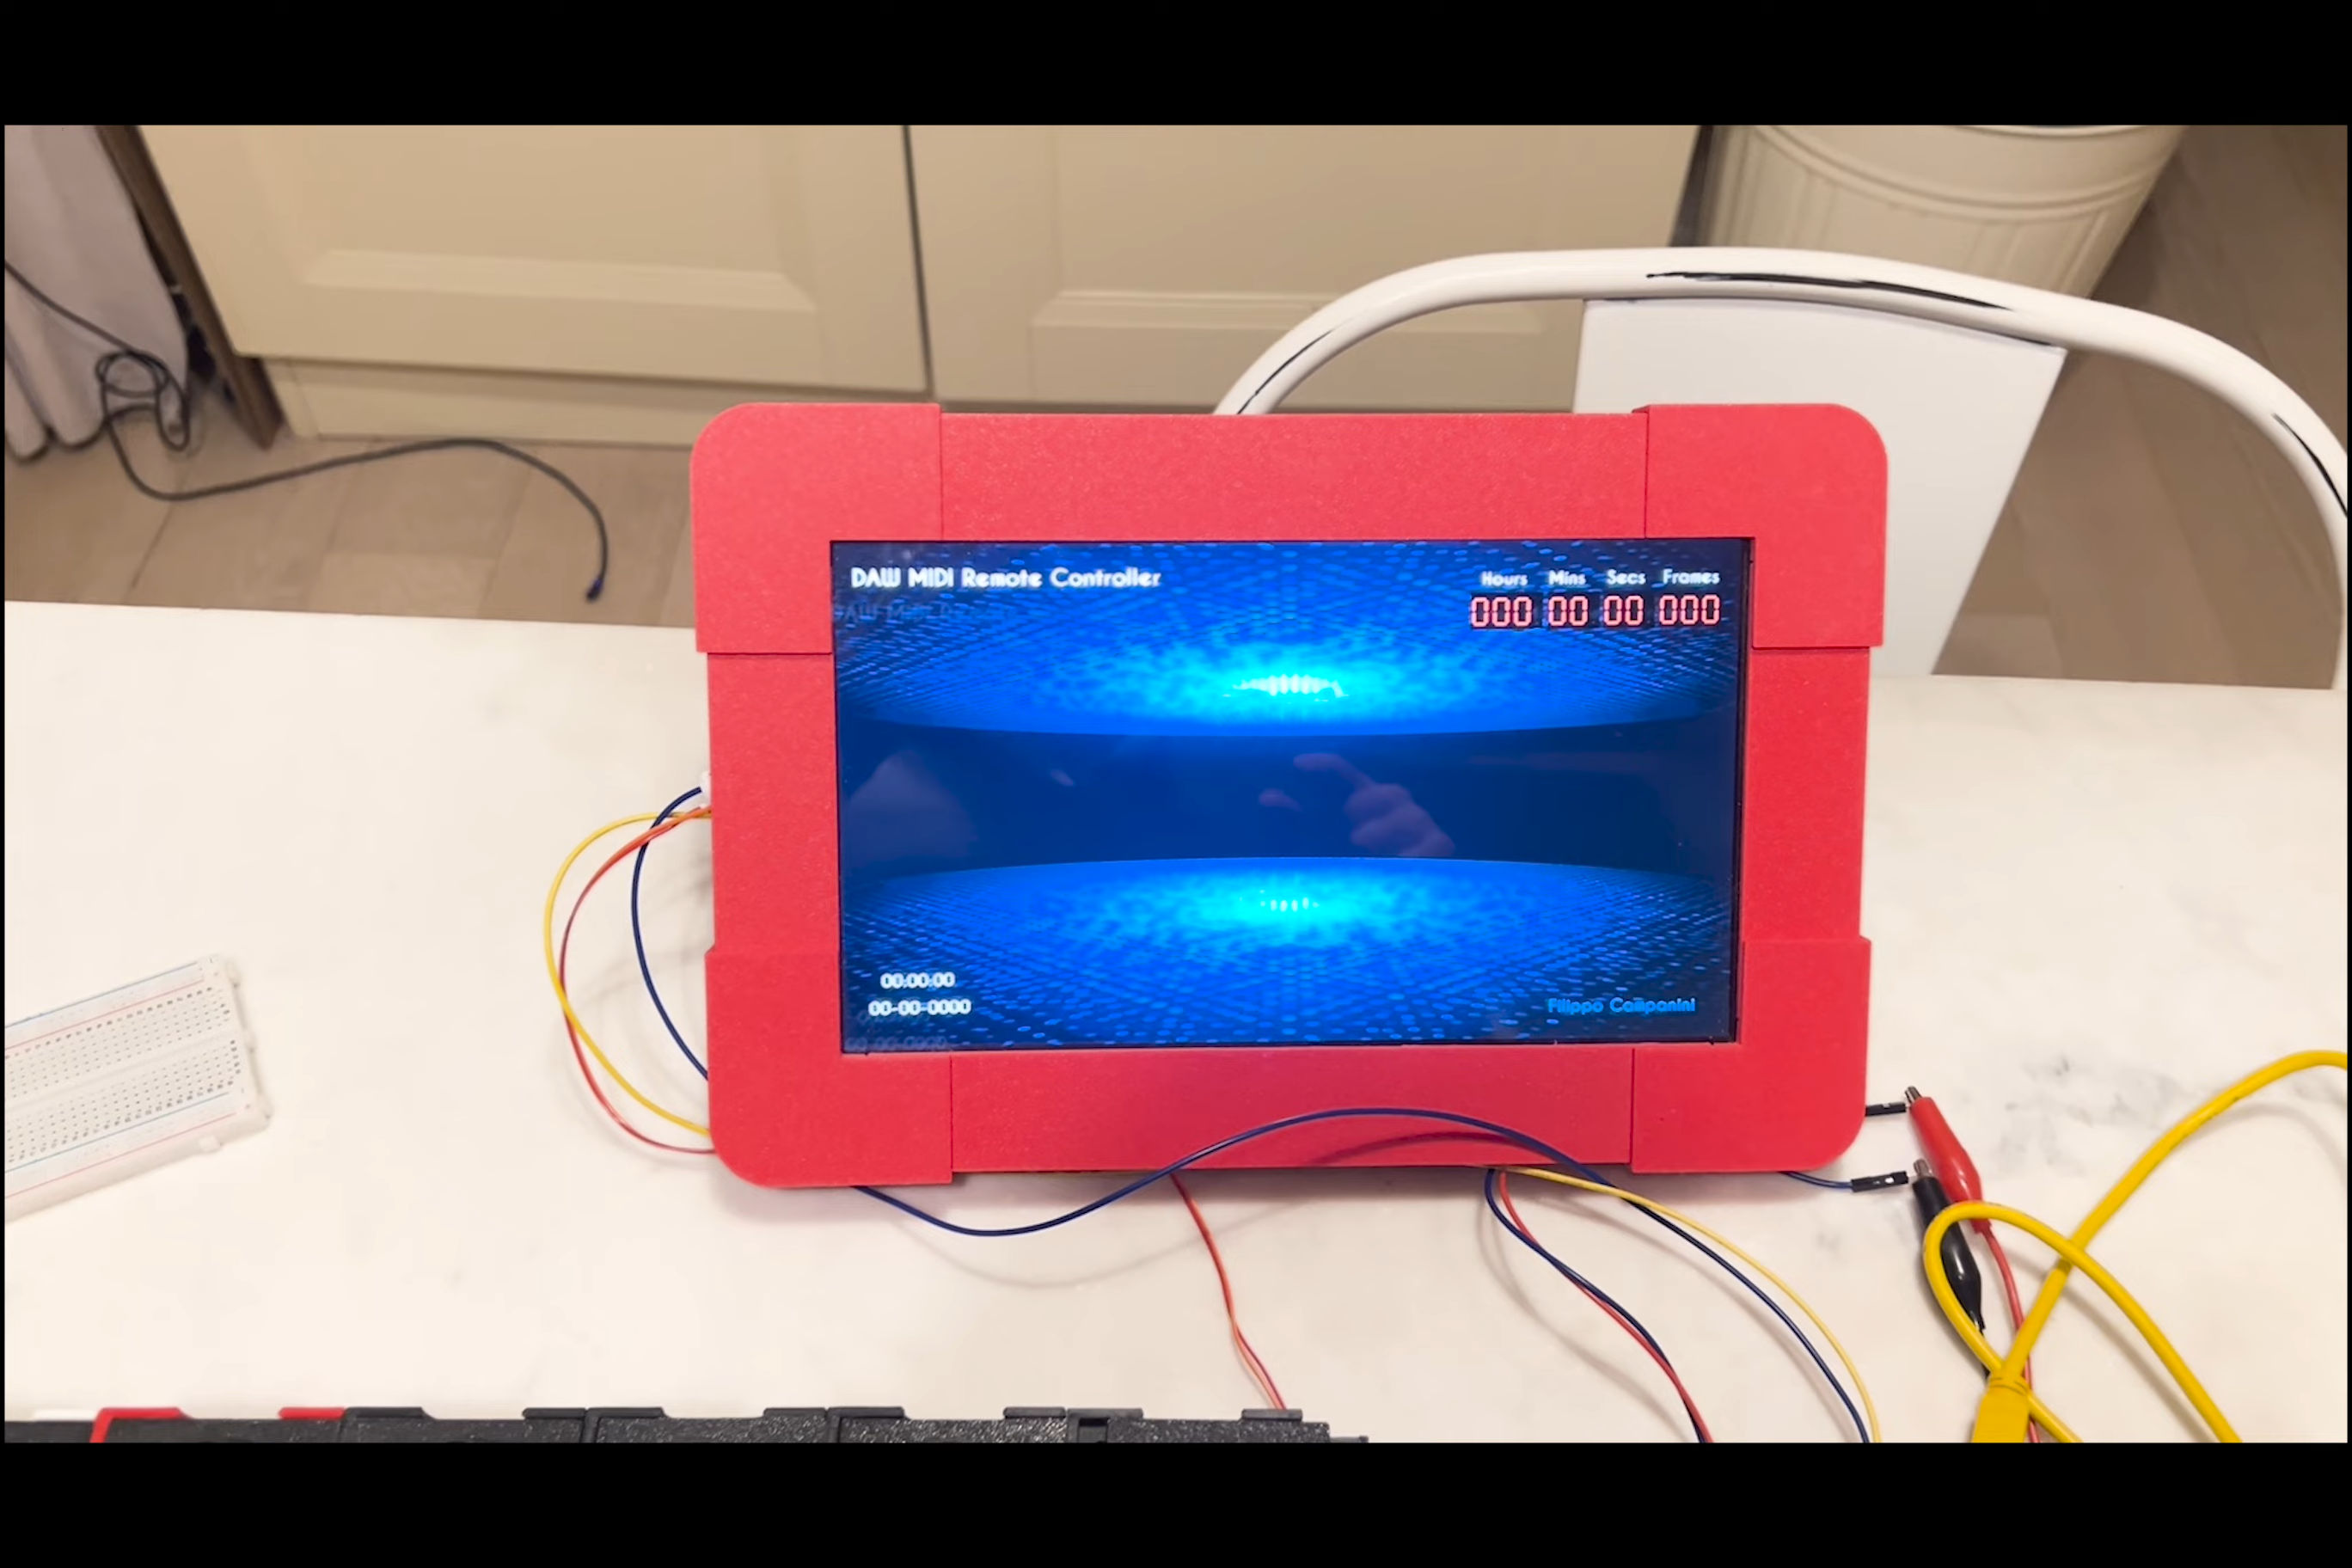 DAW MIDI Remote Controller
Hours Mins Secs Frames
000 00 00 000
00:00:00
00-00-0000
Filippo Campanini